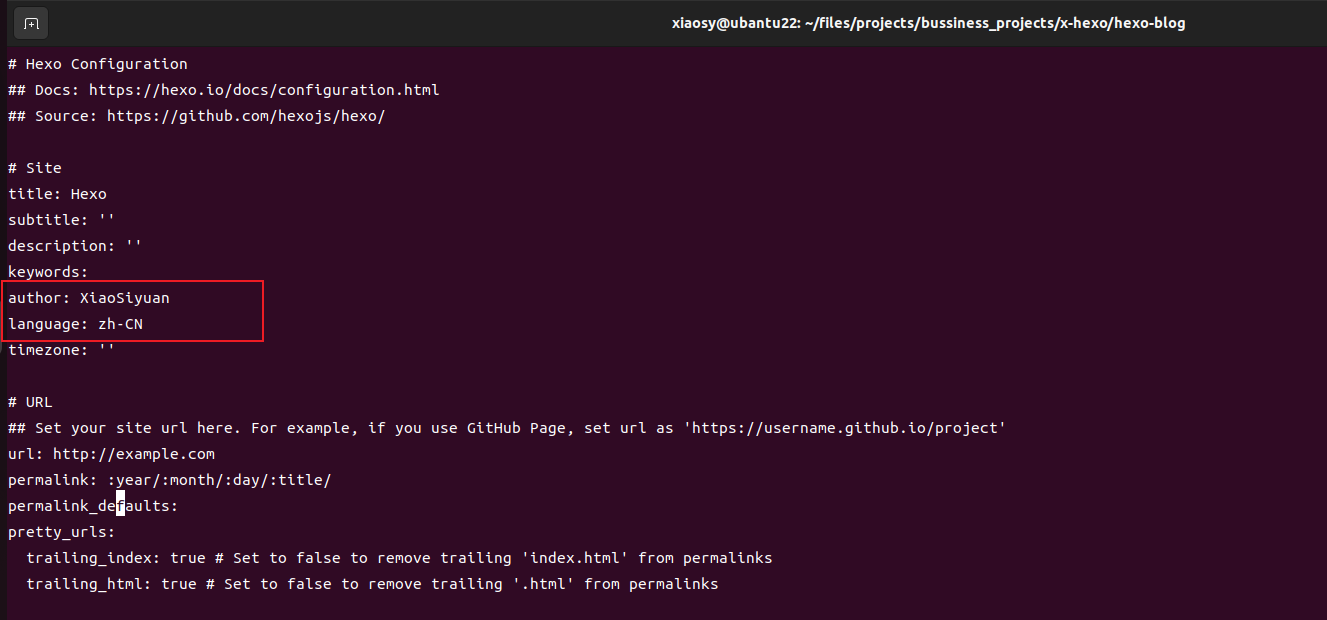 xiaosy@ubantu22: ~/files/projects/bussiness_projects/x-hexo/hexo-blog
# Hexo Configuration
## Docs: https://hexo.io/docs/configuration.html
## Source: https://github.com/hexojs/hexo/
# Site
title: Hexo
subtitle: ''
description: ''
keywords:
author: XiaoSiyuan
language: zh-CN
timezone: ''
# URL
## Set your site url here. For example, if you use GitHub Page, set url as 'https://username.github.io/project'
url: http://example.com
permalink: :year/:month/:day/:title/
permalink_defaults:
pretty_urls:
  trailing_index: true # Set to false to remove trailing 'index.html' from permalinks
  trailing_html: true # Set to false to remove trailing '.html' from permalinks